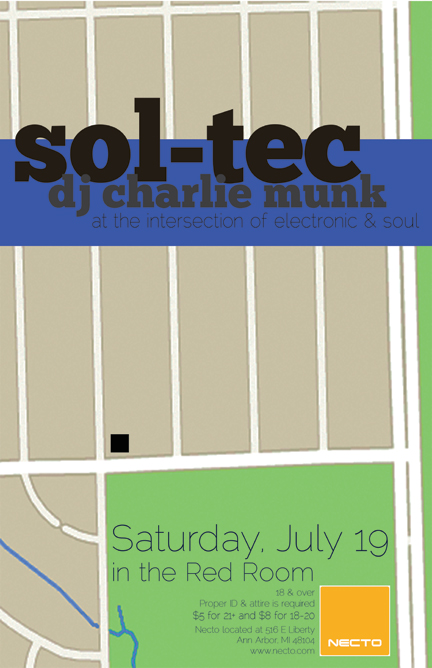 sol-tec
dj charlie munk
at the intersection of electronic & soul
Saturday, July 19
in the Red Room
18 & over
Proper ID & attire is required
$5 for 21+ and $8 for 18-20
Necto located at 516 E Liberty
Ann Arbor, MI 48104
www.necto.com
NECTO